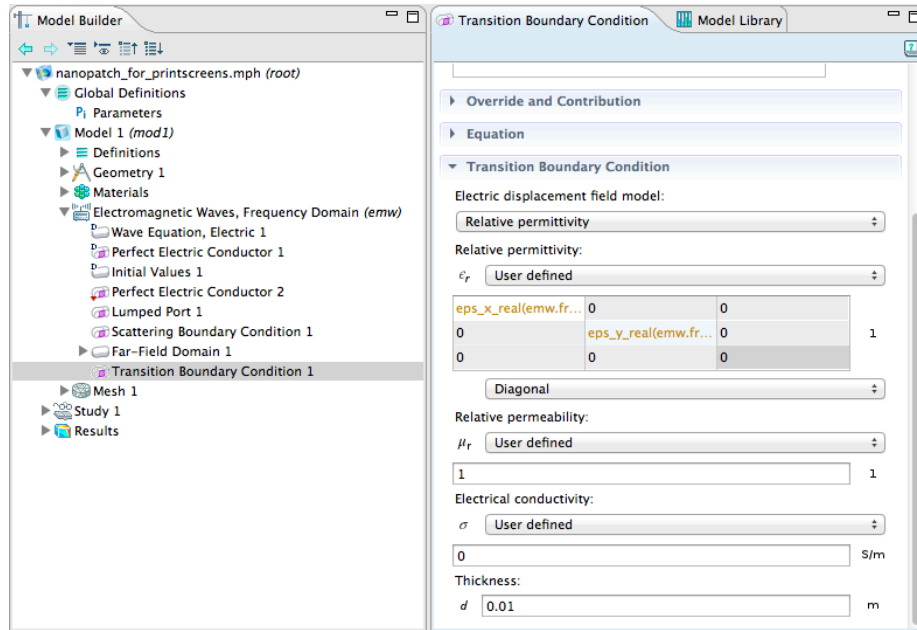 Model Builder
nanopatch_for_printscreens.mph (root)
Global Definitions
Pi Parameters
Model 1 (mod1)
Definitions
Geometry 1
Materials
Electromagnetic Waves, Frequency Domain (emw)
D Wave Equation, Electric 1
D Perfect Electric Conductor 1
D Initial Values 1
Perfect Electric Conductor 2
Lumped Port 1
Scattering Boundary Condition 1
Far-Field Domain 1
Transition Boundary Condition 1
Mesh 1
Study 1
Results
Transition Boundary Condition
Model Library
?
Override and Contribution
Equation
Transition Boundary Condition
Electric displacement field model:
Relative permittivity
Relative permittivity:
ϵr User defined
eps_x_real(emw.fr... 0 0
0 eps_y_real(emw.fr... 0 1
0 0 0
Diagonal
Relative permeability:
μr User defined
1 1
Electrical conductivity:
σ User defined
0 S/m
Thickness:
d 0.01 m